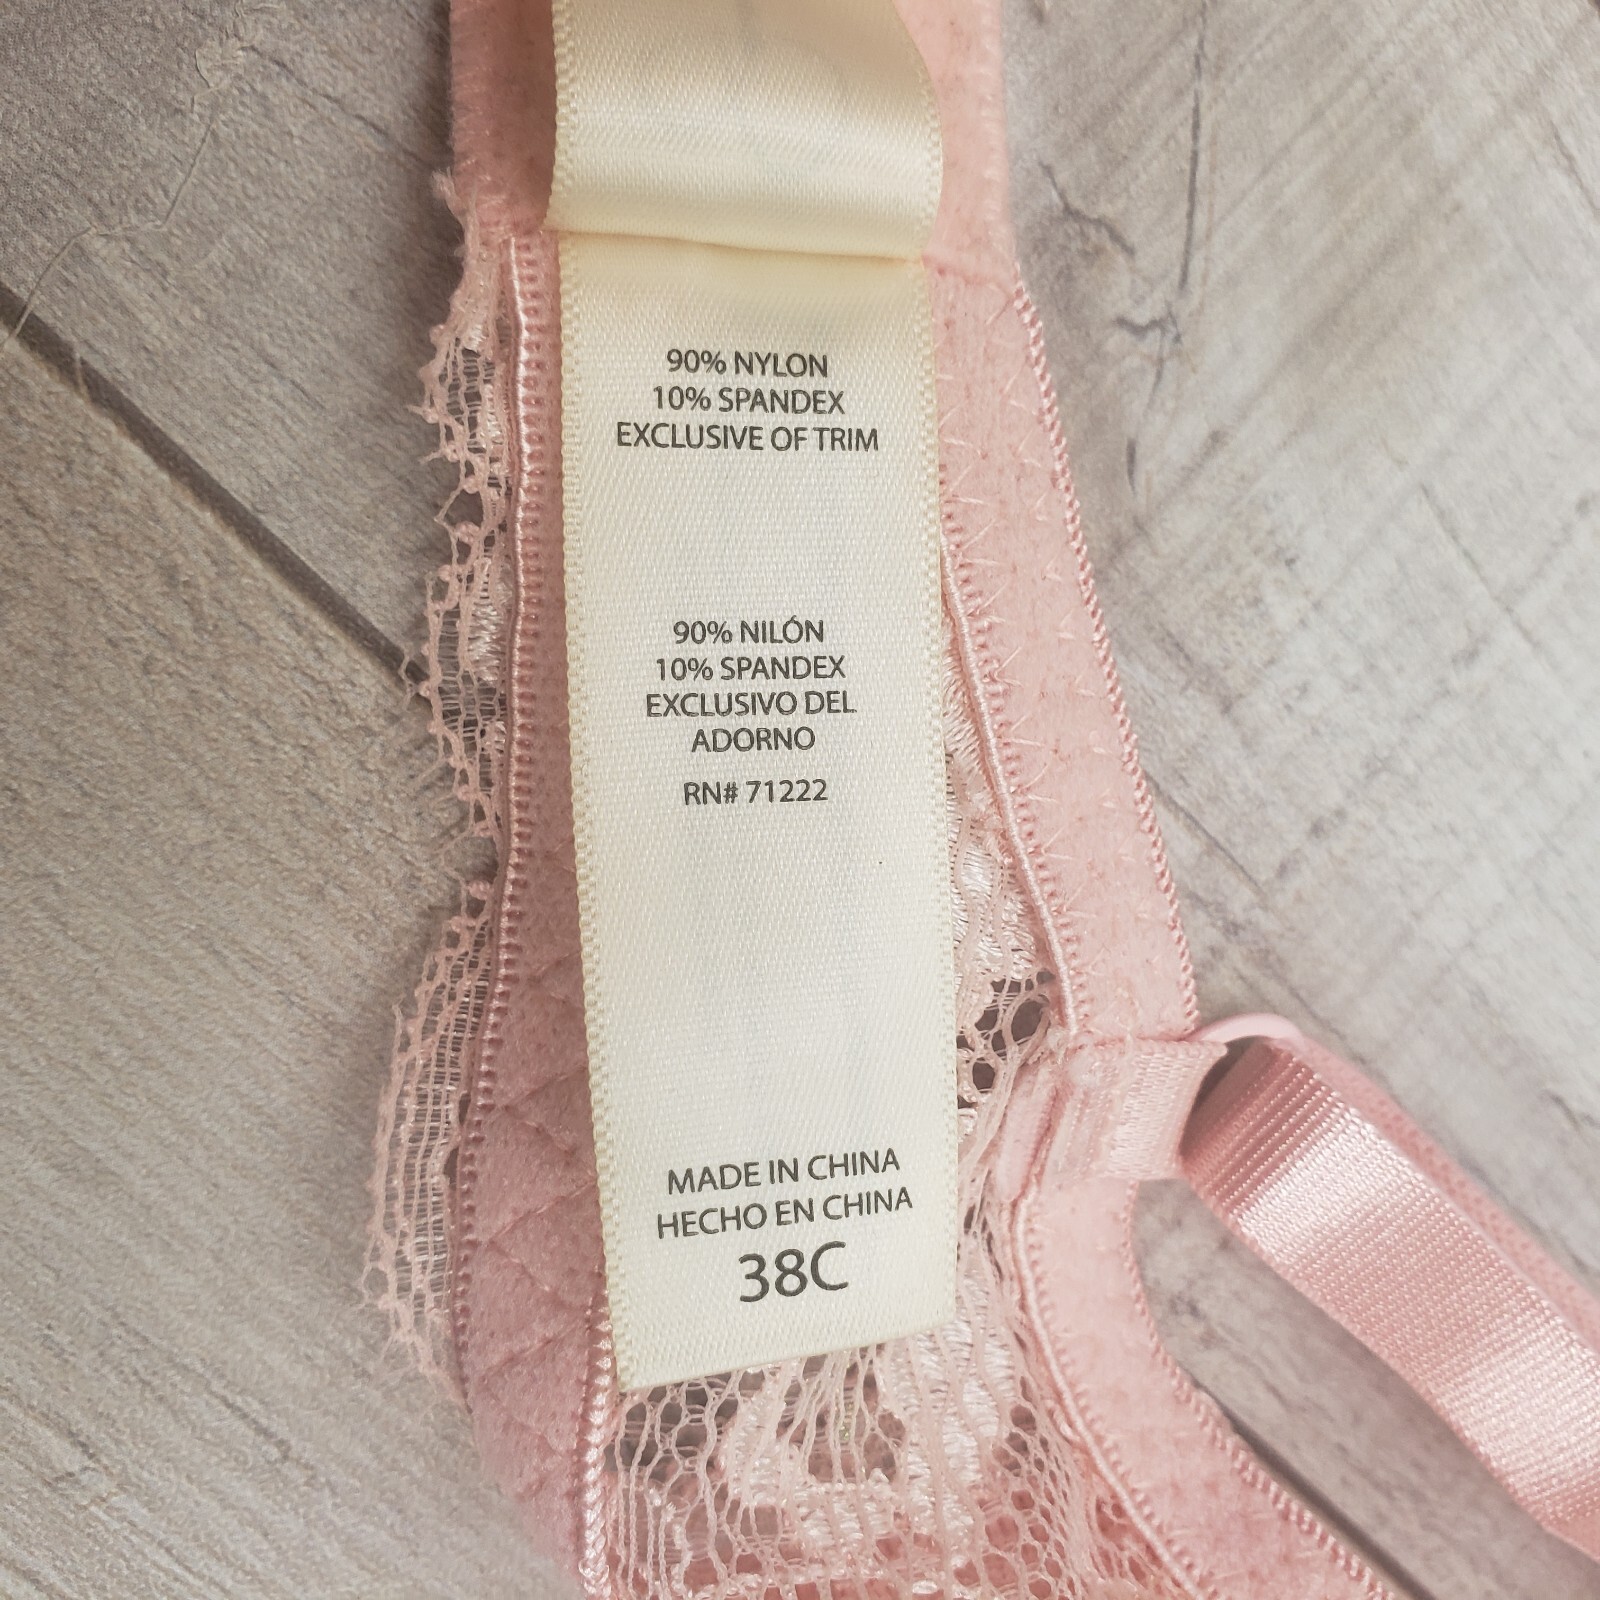 90% NYLON
10% SPANDEX
EXCLUSIVE OF TRIM
90% NILÓN
10% SPANDEX
EXCLUSIVO DEL
ADORNO
RN# 71222
MADE IN CHINA
HECHO EN CHINA
38C